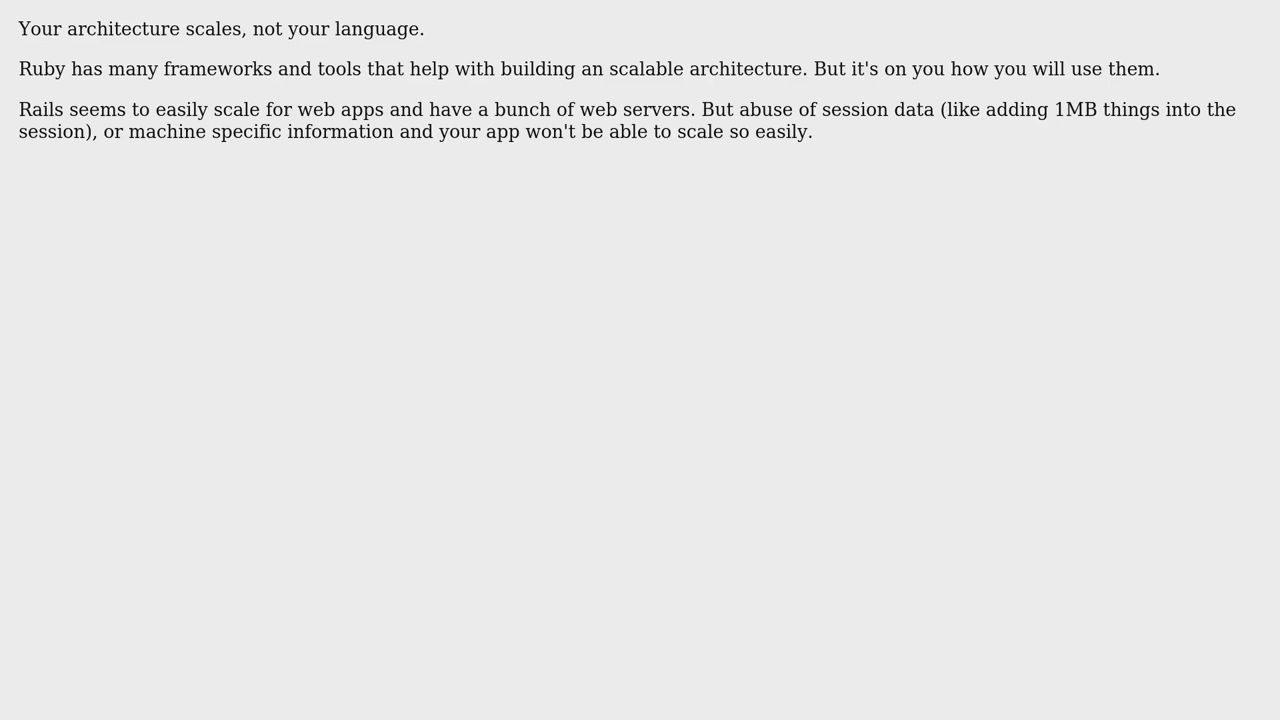 Your architecture scales, not your language.
Ruby has many frameworks and tools that help with building an scalable architecture. But it's on you how you will use them.
Rails seems to easily scale for web apps and have a bunch of web servers. But abuse of session data (like adding 1MB things into the
session), or machine specific information and your app won't be able to scale so easily.